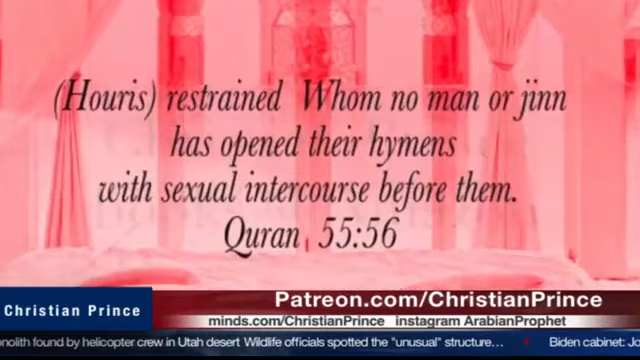 (Houris) restrained Whom no man or jinn
has opened their hymens
with sexual intercourse before them.
Quran 55:56
Christian Prince
Patreon.com/ChristianPrince
minds.com/ChristianPrince instagram ArabianProphet
onolith found by helicopter crew in Utah desert Wildlife officials spotted the "unusual" structure... • Biden cabinet: Jo